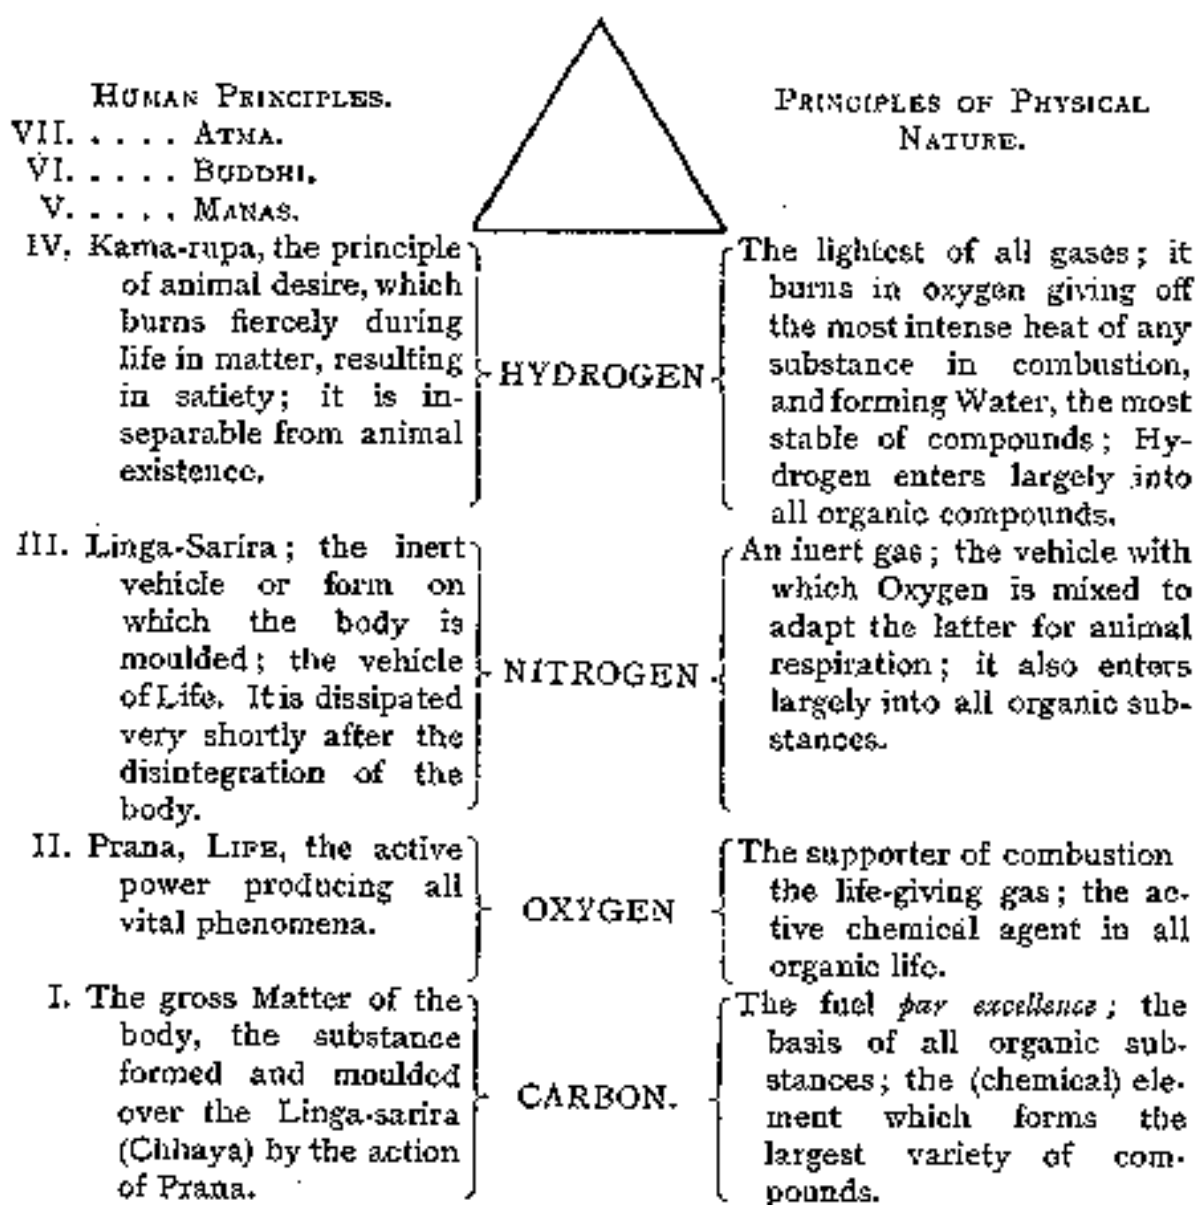 HUMAN PRINCIPLES.
VII. . . . . ATMA.
VI. . . . . BUDDHI.
V. . . . . MANAS.
IV. Kama-rupa, the principle
of animal desire, which
burns fiercely during
life in matter, resulting
in satiety; it is in-
separable from animal
existence.
III. Linga-Sarira; the inert
vehicle or form on
which the body is
moulded; the vehicle
of Life. It is dissipated
very shortly after the
disintegration of the
body.
II. Prana, LIFE, the active
power producing all
vital phenomena.
I. The gross Matter of the
body, the substance
formed and moulded
over the Linga-sarira
(Chhaya) by the action
of Prana.
HYDROGEN
NITROGEN
OXYGEN
CARBON.
PRINCIPLES OF PHYSICAL
NATURE.
The lightest of all gases; it
burns in oxygen giving off
the most intense heat of any
substance in combustion,
and forming Water, the most
stable of compounds; Hy-
drogen enters largely into
all organic compounds.
An inert gas; the vehicle with
which Oxygen is mixed to
adapt the latter for animal
respiration; it also enters
largely into all organic sub-
stances.
The supporter of combustion
the life-giving gas; the ac-
tive chemical agent in all
organic life.
The fuel par excellence; the
basis of all organic sub-
stances; the (chemical) ele-
ment which forms the
largest variety of com-
pounds.